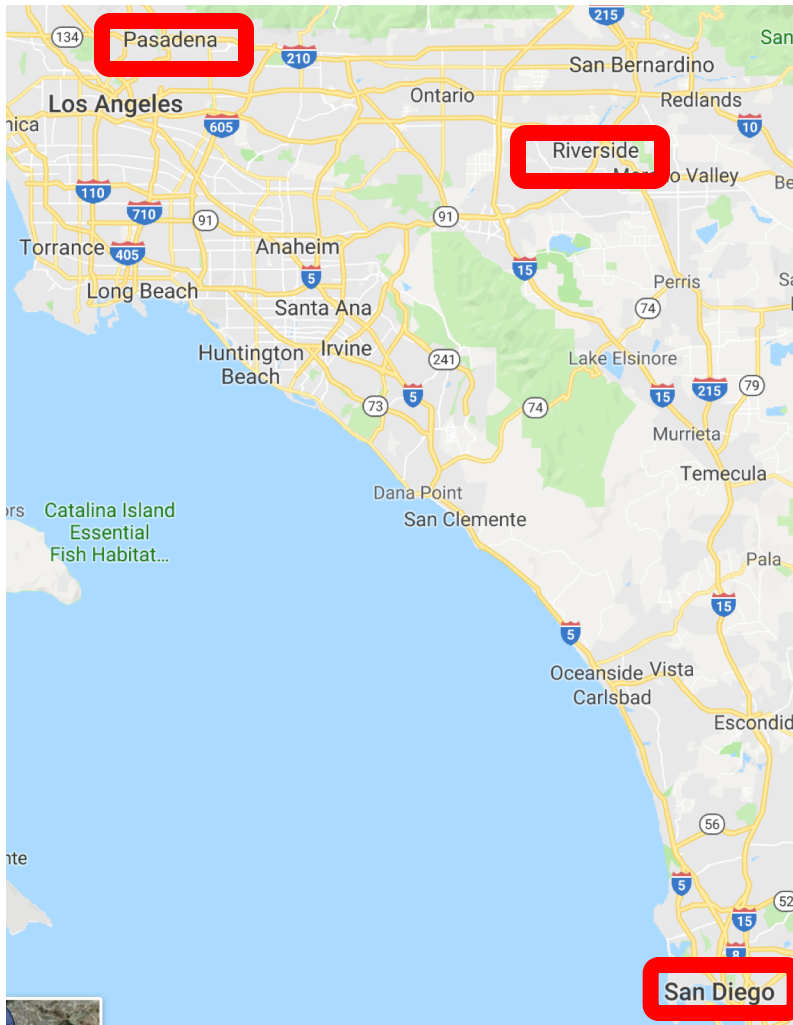 215
134
Pasadena
San
210
San Bernardino
Los Angeles
Ontario
Redlands
nica
605
10
Riverside
Valley
Be
110
710
91
91
Torrance
405
Anaheim
5
15
Long Beach
Perris
Santa Ana
74
Huntington
Beach
Irvine
241
Lake Elsinore
5
15
215
79
73
74
Murrieta
Temecula
Dana Point
San Clemente
ors
Catalina Island
Essential
Fish Habitat...
Pala
15
5
Oceanside
Vista
Carlsbad
Escondid
56
nte
5
15
52
8
San Diego